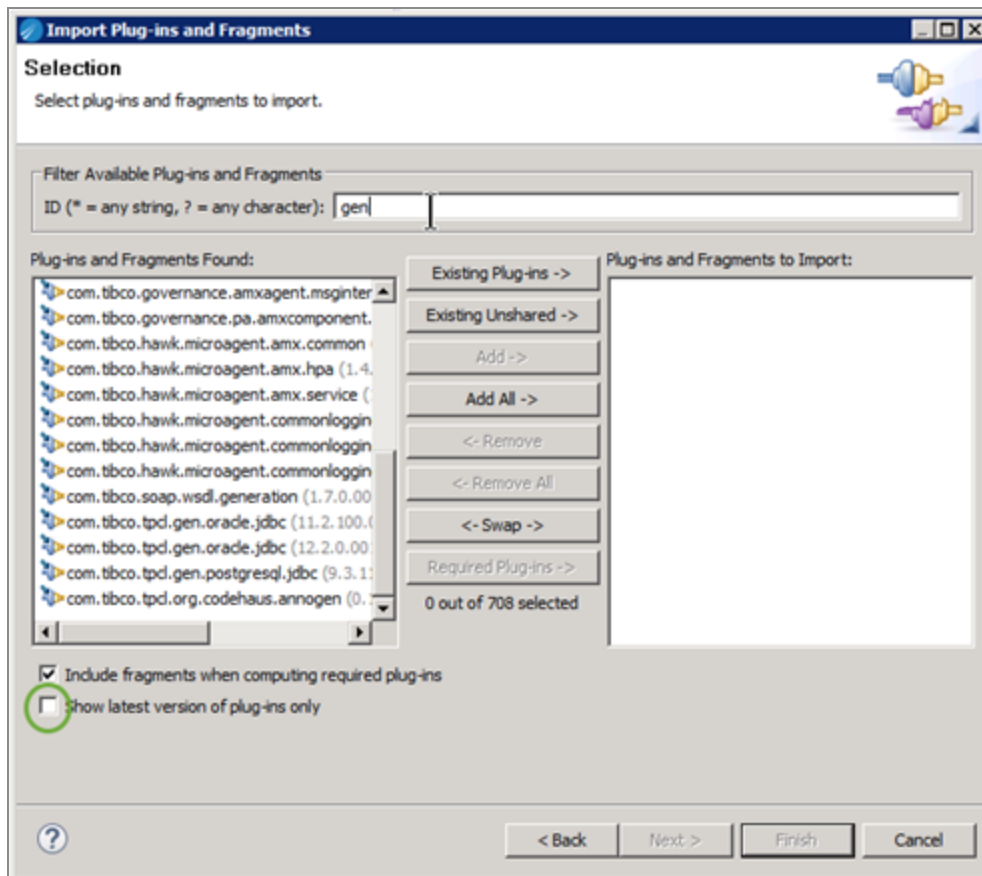 Import Plug-ins and Fragments
Selection
Select plug-ins and fragments to import.
Filter Available Plug-ins and Fragments
ID (* = any string, ? = any character): gen
Plug-ins and Fragments Found:
com.tibco.governance.amxagent.msginter
com.tibco.governance.pa.amxcomponent.
com.tibco.hawk.microagent.amx.common (
com.tibco.hawk.microagent.amx.hpa (1.4.
com.tibco.hawk.microagent.amx.service (
com.tibco.hawk.microagent.commonloggin
com.tibco.hawk.microagent.commonloggin
com.tibco.hawk.microagent.commonloggin
com.tibco.soap.wsdl.generation (1.7.0.00
com.tibco.tpcl.gen.oracle.jdbc (11.2.100.0
com.tibco.tpcl.gen.oracle.jdbc (12.2.0.00
com.tibco.tpcl.gen.postgresql.jdbc (9.3.1
com.tibco.tpcl.org.codehaus.annogen (0.
Existing Plug-ins ->
Existing Unshared ->
Add ->
Add All ->
<- Remove
<- Remove All
<- Swap ->
Required Plug-ins ->
0 out of 708 selected
Plug-ins and Fragments to Import:
Include fragments when computing required plug-ins
Show latest version of plug-ins only
?
< Back
Next >
Finish
Cancel